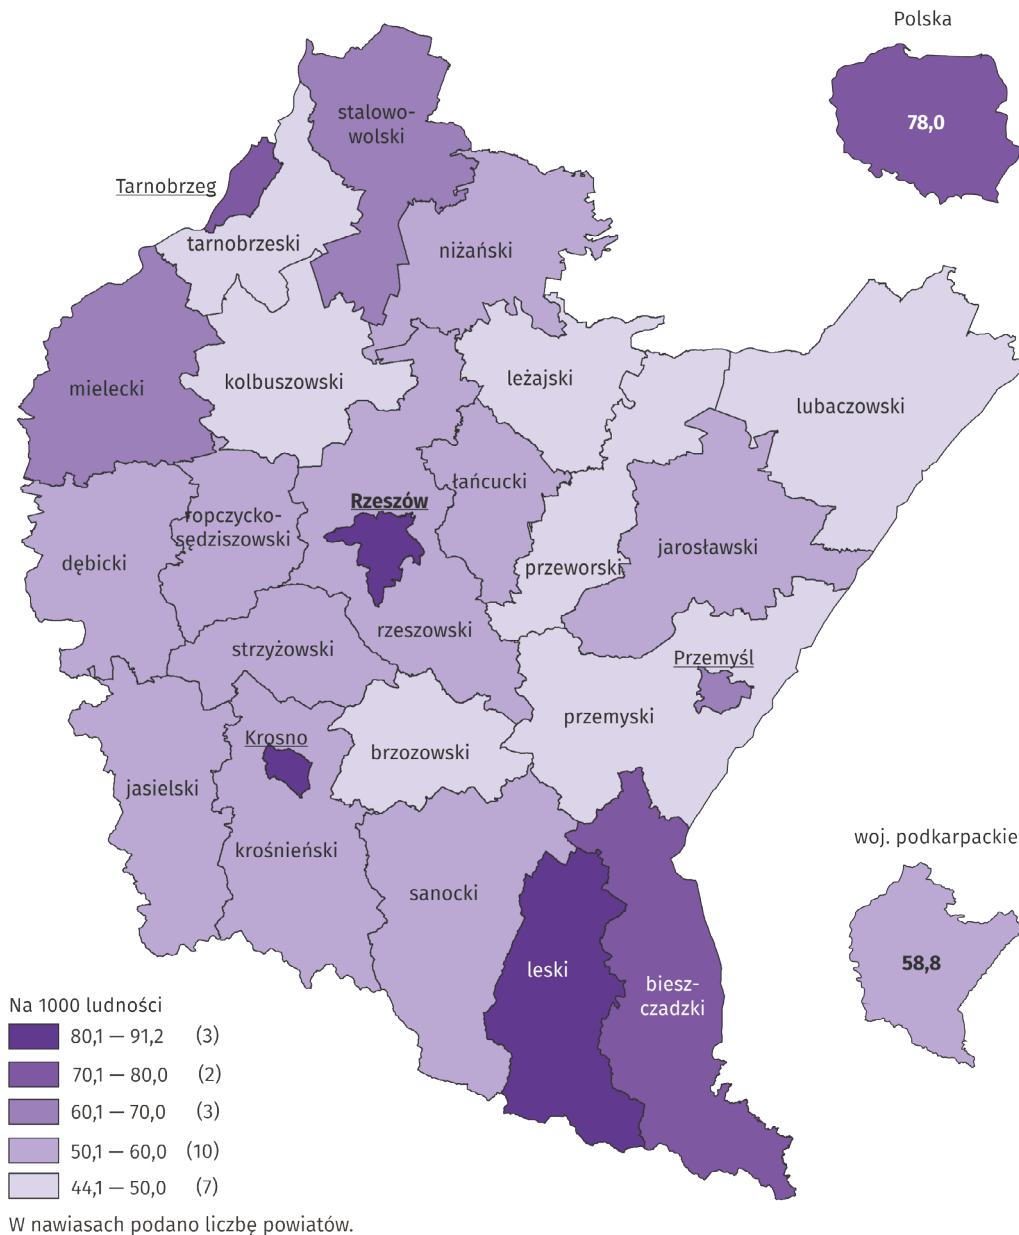 Polska
78,0
stalowo-
wolski
Tarnobrzeg
tarnobrzeski
niżański
mielecki
kolbuszowski
leżajski
lubaczowski
łańcucki
Rzeszów
ropczycko-
sędziszowski
dębicki
jarosławski
przeworski
rzeszowski
strzyżowski
Przemyśl
przemyski
Krosno
brzozowski
jasielski
krośnieński
sanocki
leski
biesz-
czadzki
woj. podkarpackie
58,8
Na 1000 ludności
80,1 — 91,2 (3)
70,1 — 80,0 (2)
60,1 — 70,0 (3)
50,1 — 60,0 (10)
44,1 — 50,0 (7)
W nawiasach podano liczbę powiatów.